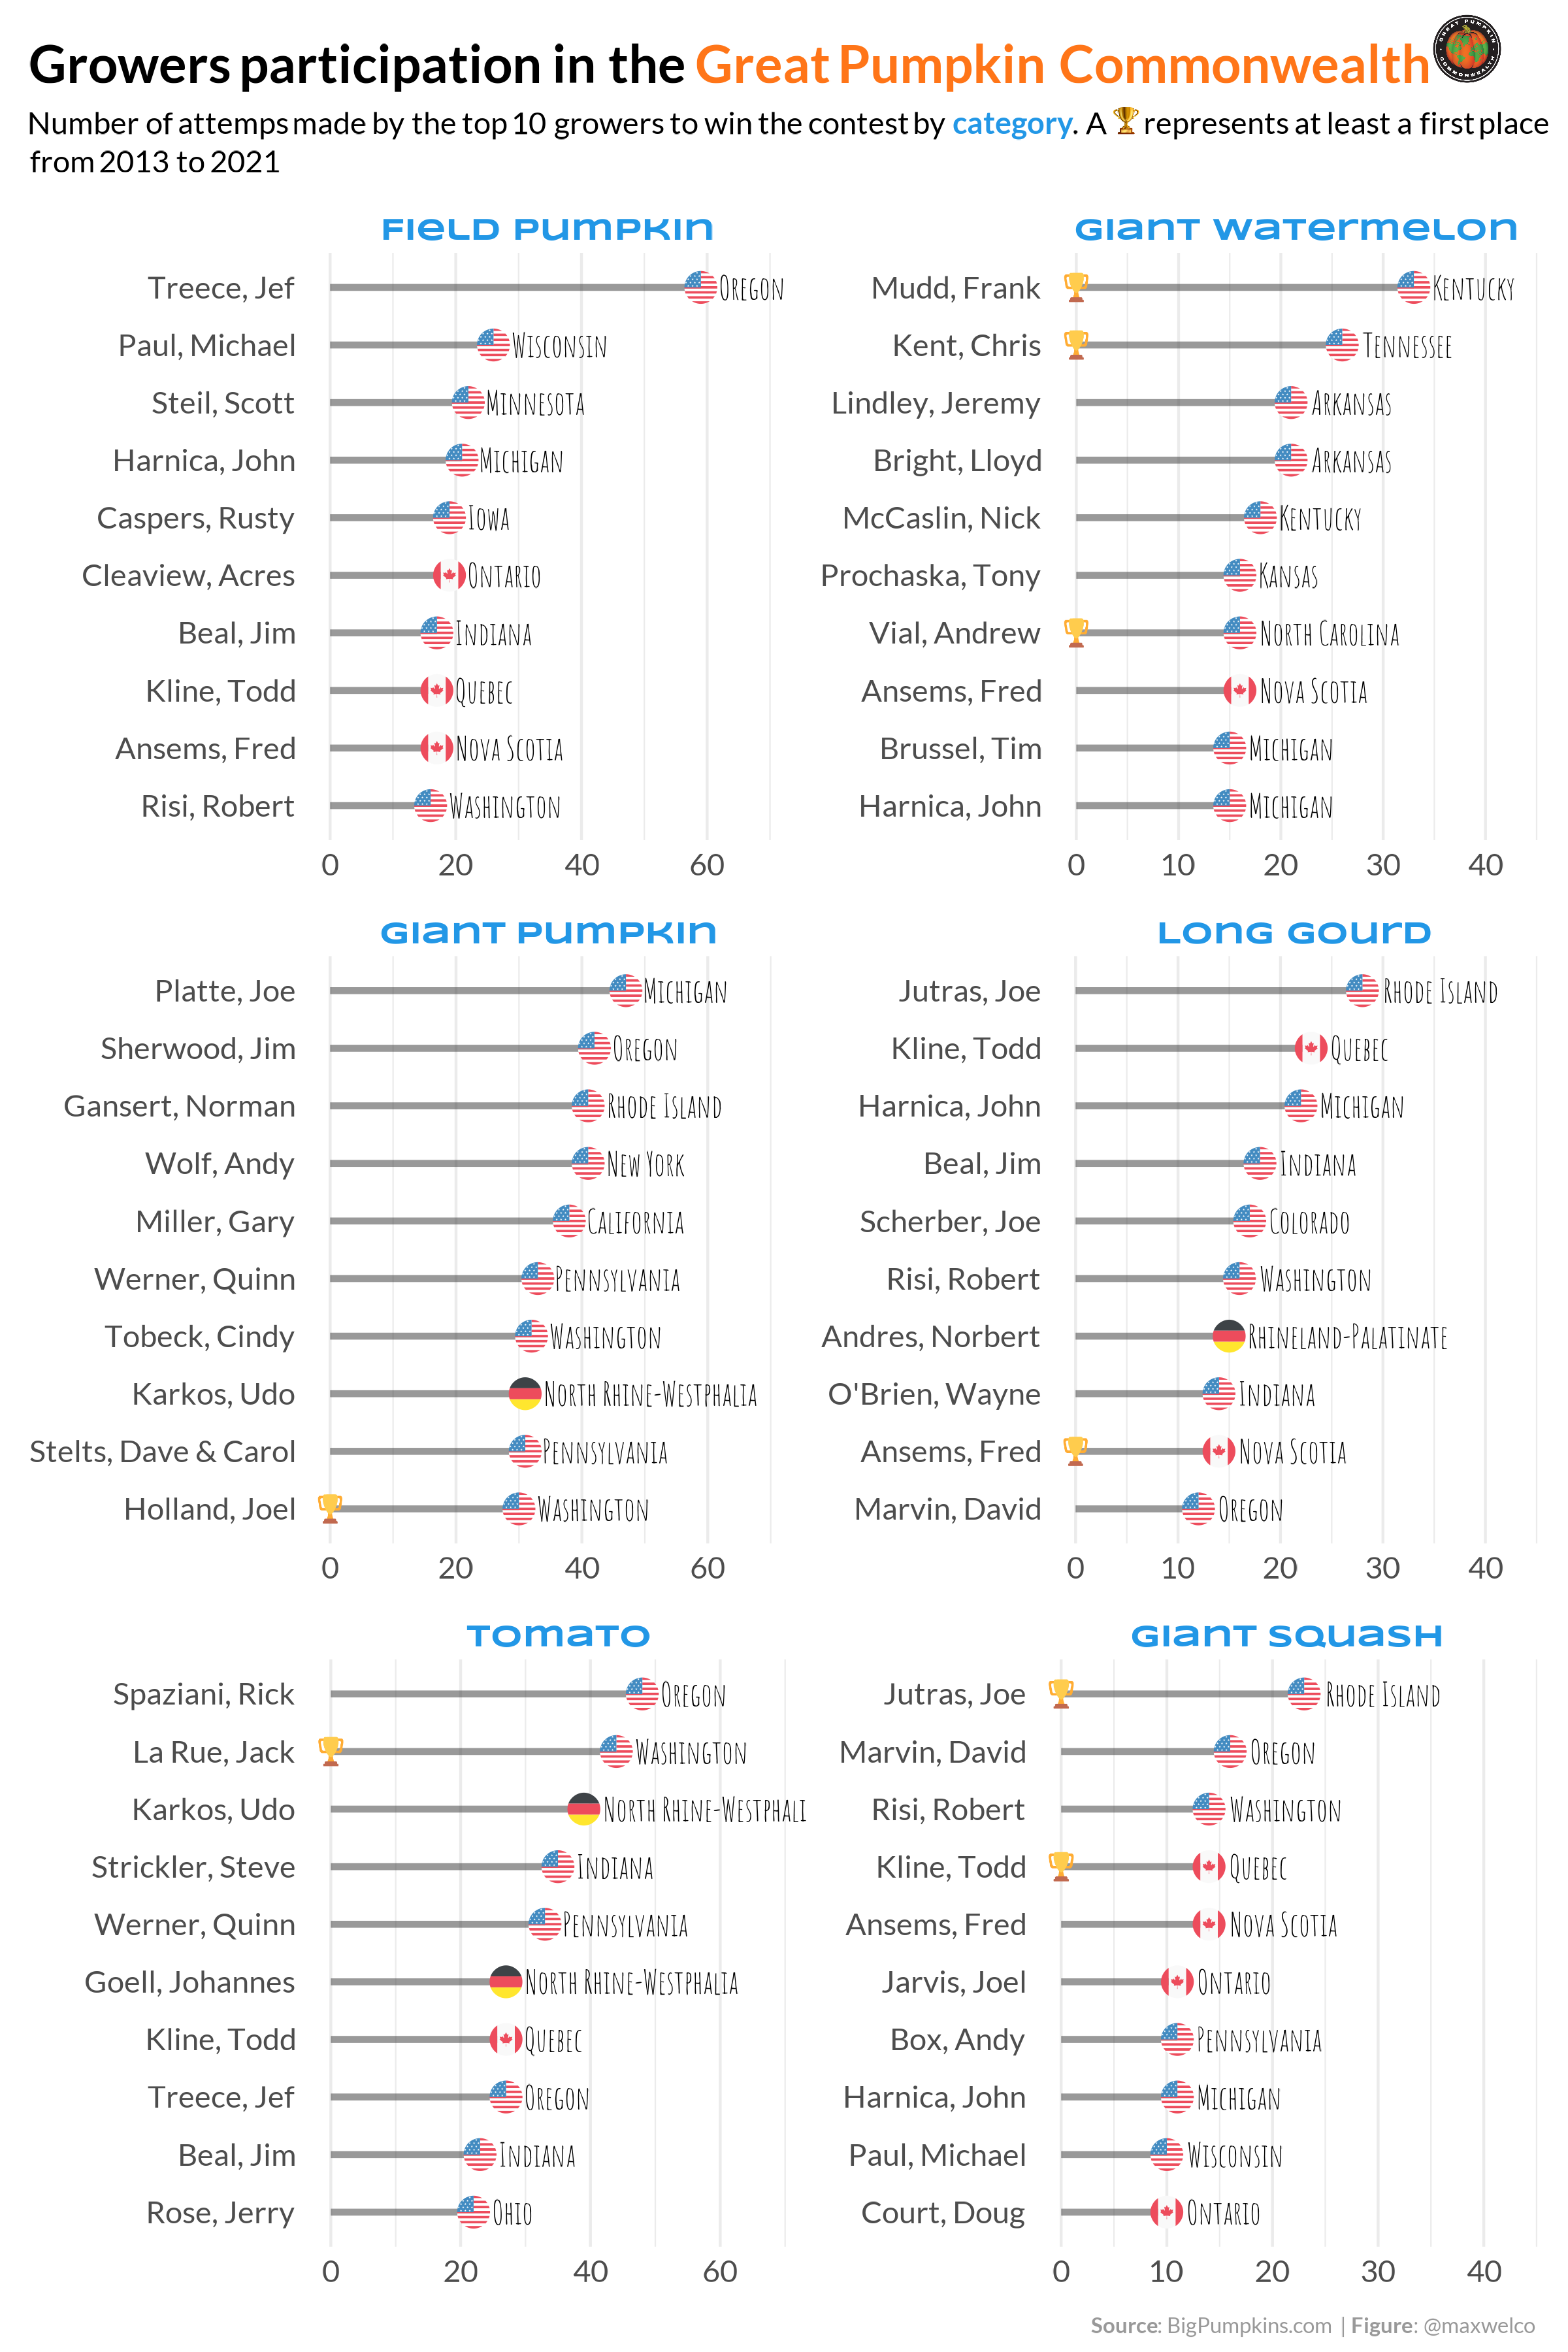 Growers participation in the Great Pumpkin Commonwealth
GREAT PUMPKIN COMMONWEALTH
Number of attemps made by the top 10 growers to win the contest by category. A represents at least a first place
from 2013 to 2021
Field Pumpkin
Treece, Jef Oregon
Paul, Michael Wisconsin
Steil, Scott Minnesota
Harnica, John Michigan
Caspers, Rusty Iowa
Cleaview, Acres Ontario
Beal, Jim Indiana
Kline, Todd Quebec
Ansems, Fred Nova Scotia
Risi, Robert Washington
0 20 40 60
Giant Watermelon
Mudd, Frank Kentucky
Kent, Chris Tennessee
Lindley, Jeremy Arkansas
Bright, Lloyd Arkansas
McCaslin, Nick Kentucky
Prochaska, Tony Kansas
Vial, Andrew North Carolina
Ansems, Fred Nova Scotia
Brussel, Tim Michigan
Harnica, John Michigan
0 10 20 30 40
Giant Pumpkin
Platte, Joe Michigan
Sherwood, Jim Oregon
Gansert, Norman Rhode Island
Wolf, Andy New York
Miller, Gary California
Werner, Quinn Pennsylvania
Tobeck, Cindy Washington
Karkos, Udo North Rhine-Westphalia
Stelts, Dave & Carol Pennsylvania
Holland, Joel Washington
0 20 40 60
Long Gourd
Jutras, Joe Rhode Island
Kline, Todd Quebec
Harnica, John Michigan
Beal, Jim Indiana
Scherber, Joe Colorado
Risi, Robert Washington
Andres, Norbert Rhineland-Palatinate
O'Brien, Wayne Indiana
Ansems, Fred Nova Scotia
Marvin, David Oregon
0 10 20 30 40
Tomato
Spaziani, Rick Oregon
La Rue, Jack Washington
Karkos, Udo North Rhine-Westphali
Strickler, Steve Indiana
Werner, Quinn Pennsylvania
Goell, Johannes North Rhine-Westphalia
Kline, Todd Quebec
Treece, Jef Oregon
Beal, Jim Indiana
Rose, Jerry Ohio
0 20 40 60
Giant Squash
Jutras, Joe Rhode Island
Marvin, David Oregon
Risi, Robert Washington
Kline, Todd Quebec
Ansems, Fred Nova Scotia
Jarvis, Joel Ontario
Box, Andy Pennsylvania
Harnica, John Michigan
Paul, Michael Wisconsin
Court, Doug Ontario
0 10 20 30 40
Source: BigPumpkins.com | Figure: @maxwelco